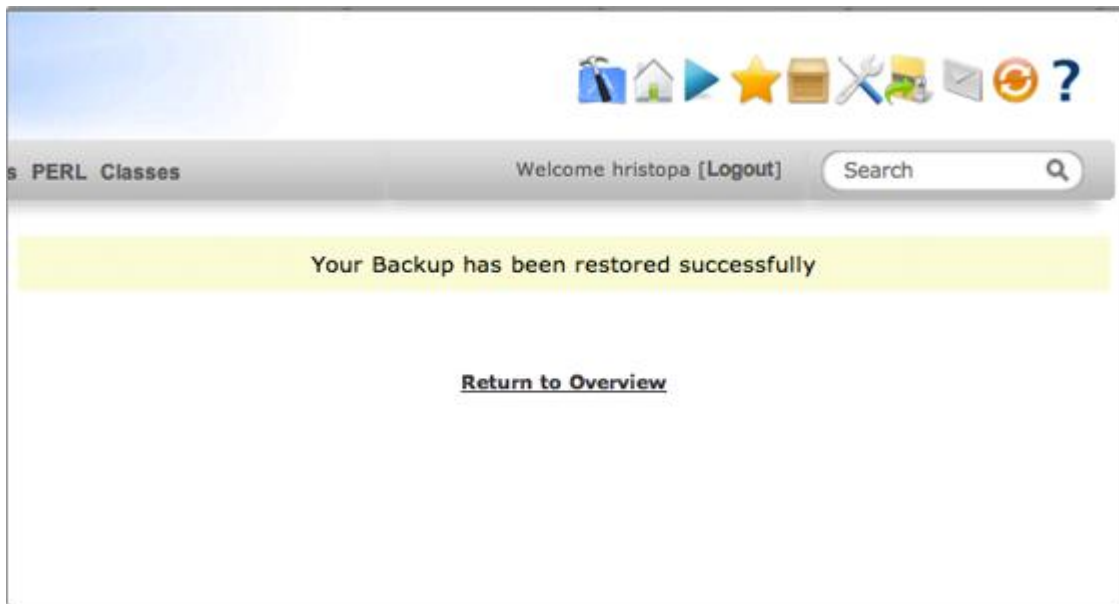 ?
s PERL Classes
Welcome hristopa [Logout]
Search
Your Backup has been restored successfully
Return to Overview